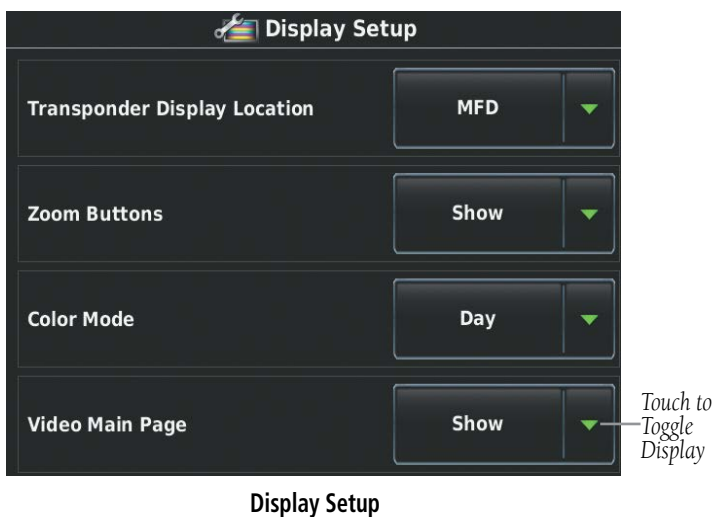 Display Setup
Transponder Display Location MFD
Zoom Buttons Show
Color Mode Day
Video Main Page Show
Touch to
Toggle
Display
Display Setup